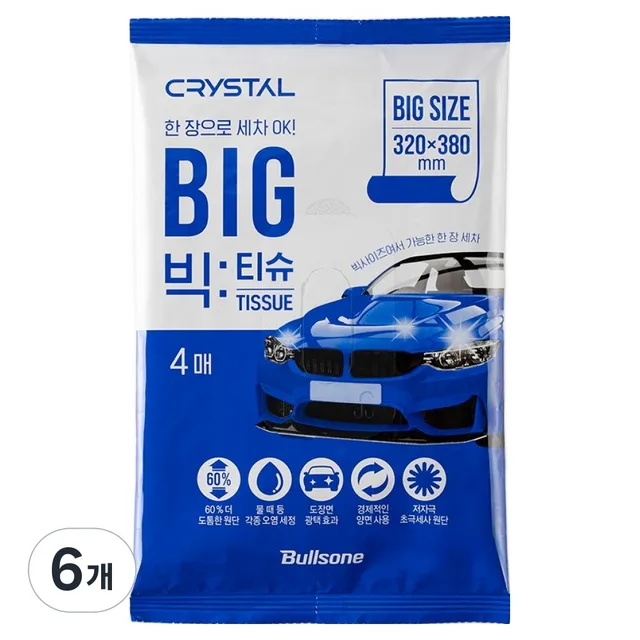 CRYSTAL
한 장으로 세차 OK!
BIG
빅:티슈
TISSUE
4매
BIG SIZE
320×380
mm
빅사이즈여서 가능한 한 장 세차
60%
60% 더
도톰한 원단
물 때 등
각종 오염 세정
도장면
광택 효과
경제적인
양면 사용
저자극
초극세사 원단
Bullsone
6개